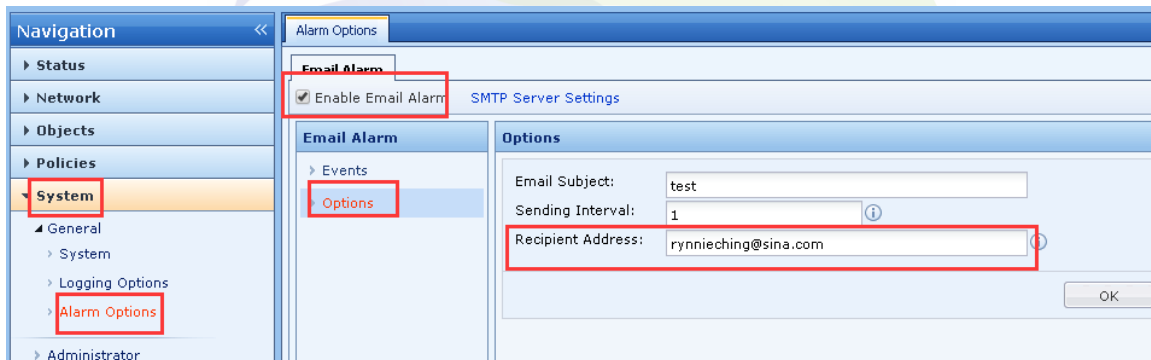 Navigation
Status
Network
Objects
Policies
System
General
System
Logging Options
Alarm Options
Administrator
Alarm Options
Email Alarm
Enable Email Alarm SMTP Server Settings
Email Alarm
Events
Options
Options
Email Subject: test
Sending Interval: 1
Recipient Address: rynnieching@sina.com
OK